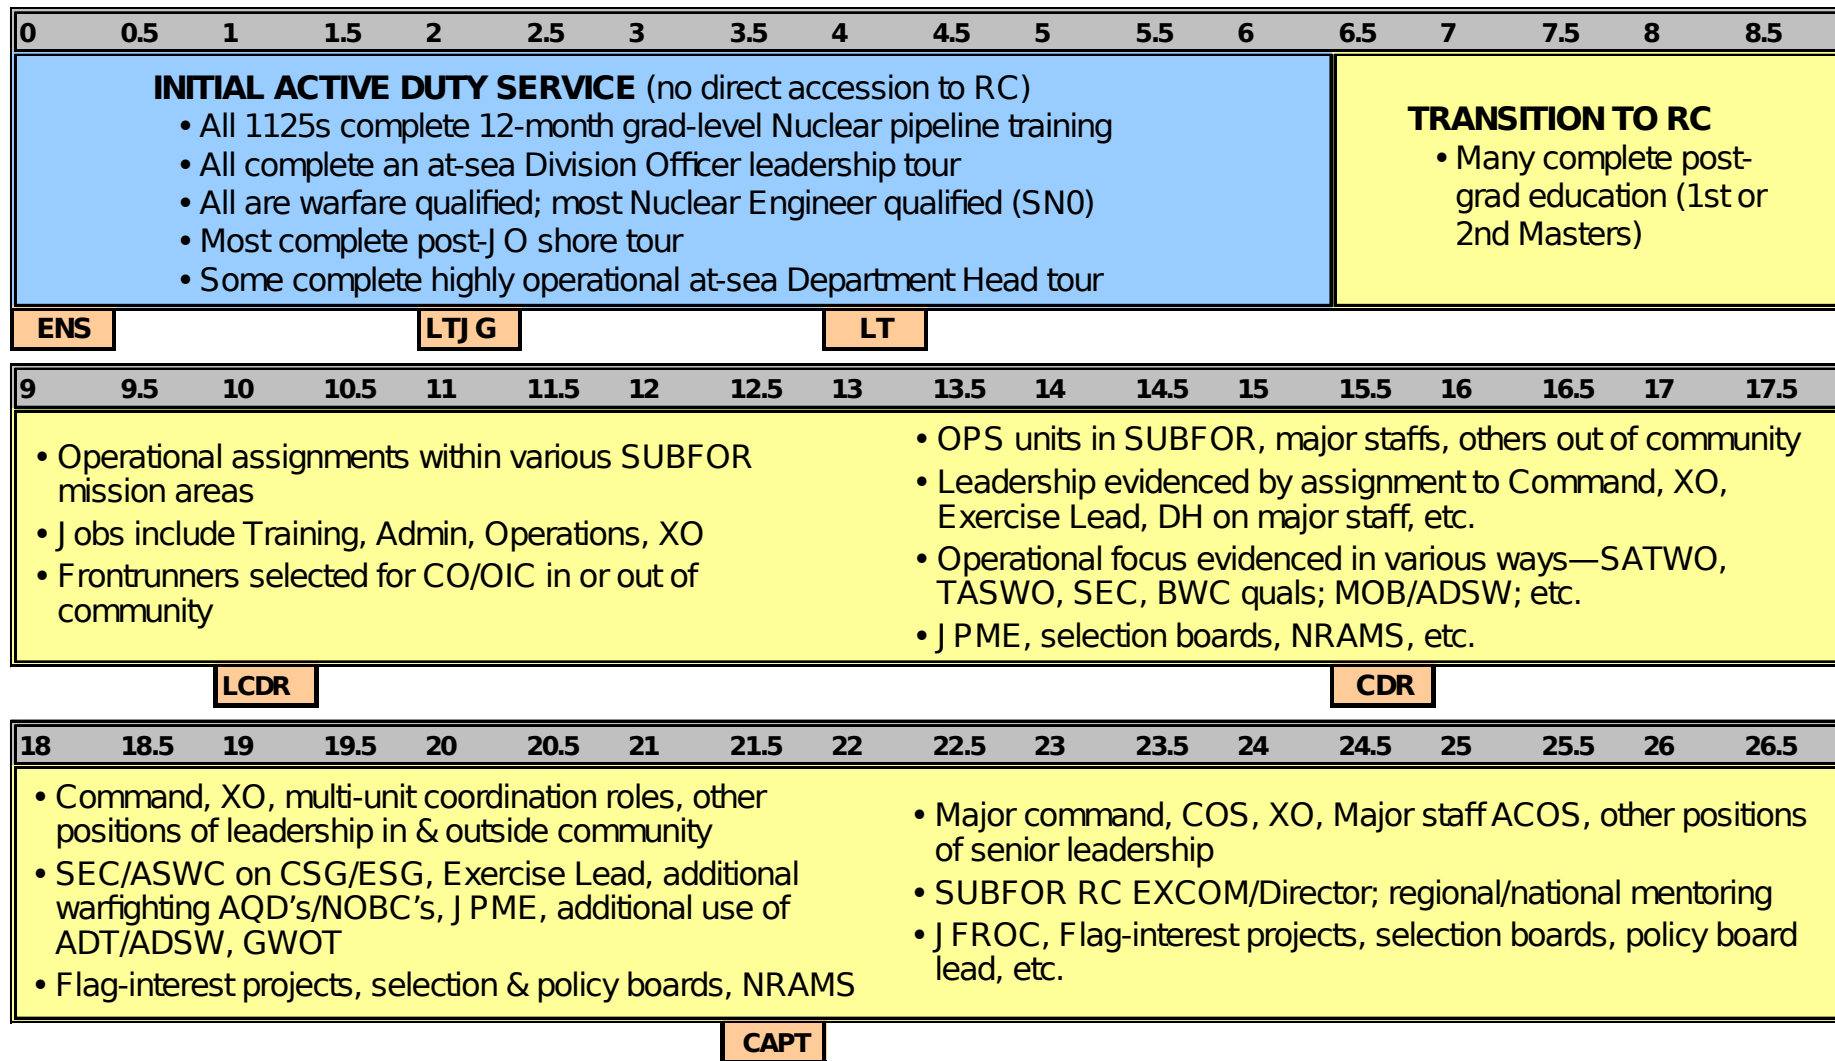 0 0.5 1 1.5 2 2.5 3 3.5 4 4.5 5 5.5 6 6.5 7 7.5 8 8.5
INITIAL ACTIVE DUTY SERVICE (no direct accession to RC)
• All 1125s complete 12-month grad-level Nuclear pipeline training
• All complete an at-sea Division Officer leadership tour
• All are warfare qualified; most Nuclear Engineer qualified (SN0)
• Most complete post-JO shore tour
• Some complete highly operational at-sea Department Head tour
TRANSITION TO RC
• Many complete post-
grad education (1st or
2nd Masters)
ENS LTJG LT
9 9.5 10 10.5 11 11.5 12 12.5 13 13.5 14 14.5 15 15.5 16 16.5 17 17.5
• Operational assignments within various SUBFOR
mission areas
• Jobs include Training, Admin, Operations, XO
• Frontrunners selected for CO/OIC in or out of
community
• OPS units in SUBFOR, major staffs, others out of community
• Leadership evidenced by assignment to Command, XO,
Exercise Lead, DH on major staff, etc.
• Operational focus evidenced in various ways—SATWO,
TASWO, SEC, BWC quals; MOB/ADSW; etc.
• JPME, selection boards, NRAMS, etc.
LCDR CDR
18 18.5 19 19.5 20 20.5 21 21.5 22 22.5 23 23.5 24 24.5 25 25.5 26 26.5
• Command, XO, multi-unit coordination roles, other
positions of leadership in & outside community
• SEC/ASWC on CSG/ESG, Exercise Lead, additional
warfighting AQD's/NOBC's, JPME, additional use of
ADT/ADSW, GWOT
• Flag-interest projects, selection & policy boards, NRAMS
• Major command, COS, XO, Major staff ACOS, other positions
of senior leadership
• SUBFOR RC EXCOM/Director; regional/national mentoring
• JFROC, Flag-interest projects, selection boards, policy board
lead, etc.
CAPT